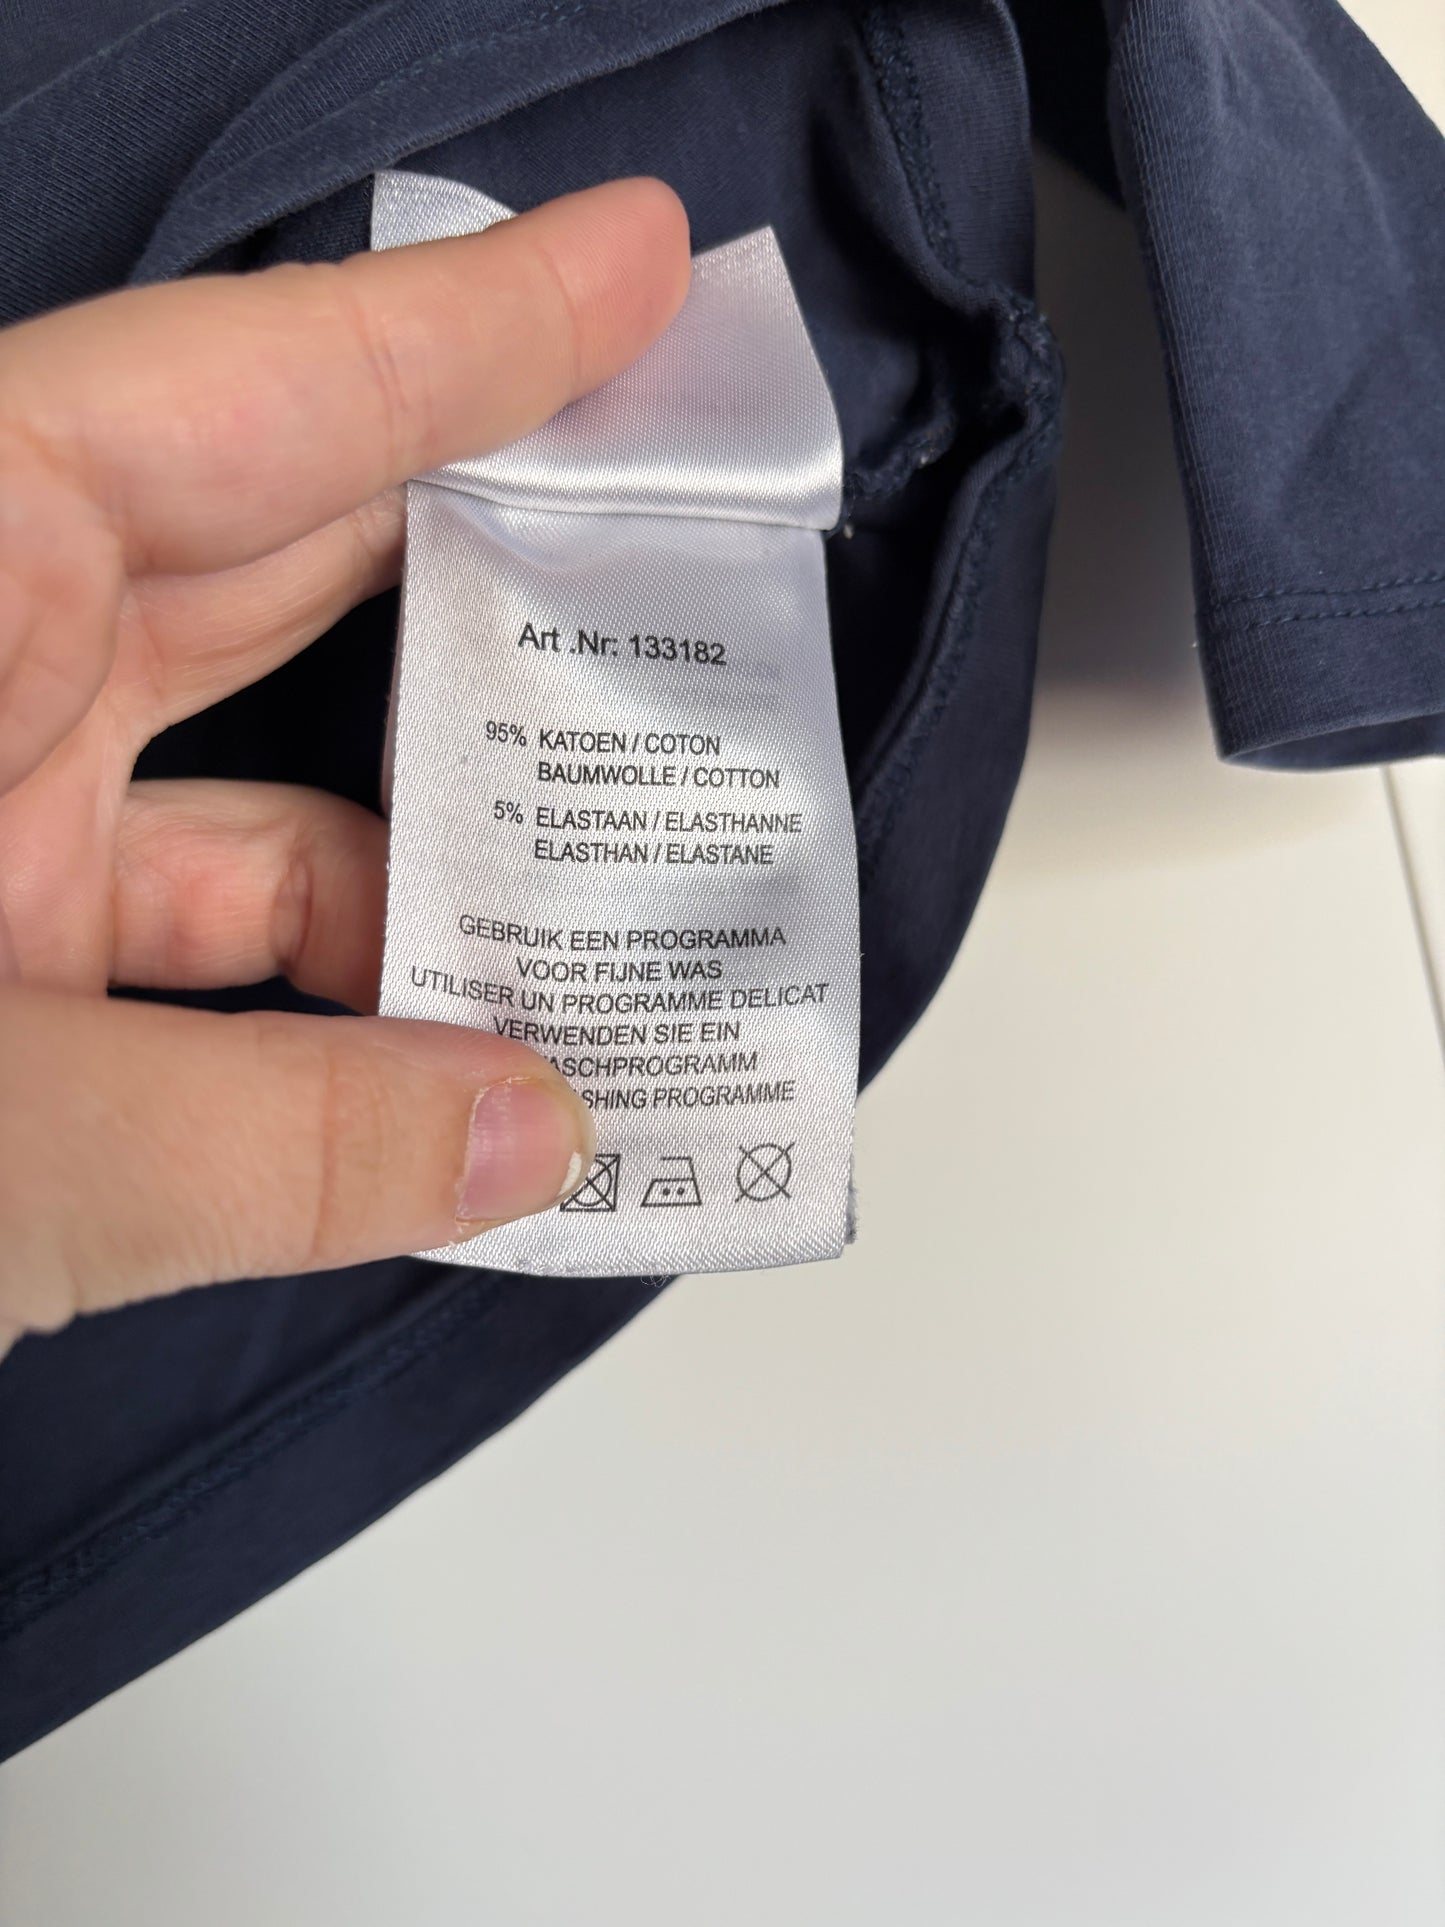 Art .Nr: 133182
95% KATOEN / COTON
BAUMWOLLE / COTTON
5% ELASTAAN / ELASTHANNE
ELASTHAN / ELASTANE
GEBRUIK EEN PROGRAMMA
VOOR FIJNE WAS
UTILISER UN PROGRAMME DELICAT
VERWENDEN SIE EIN
PROGRAMME